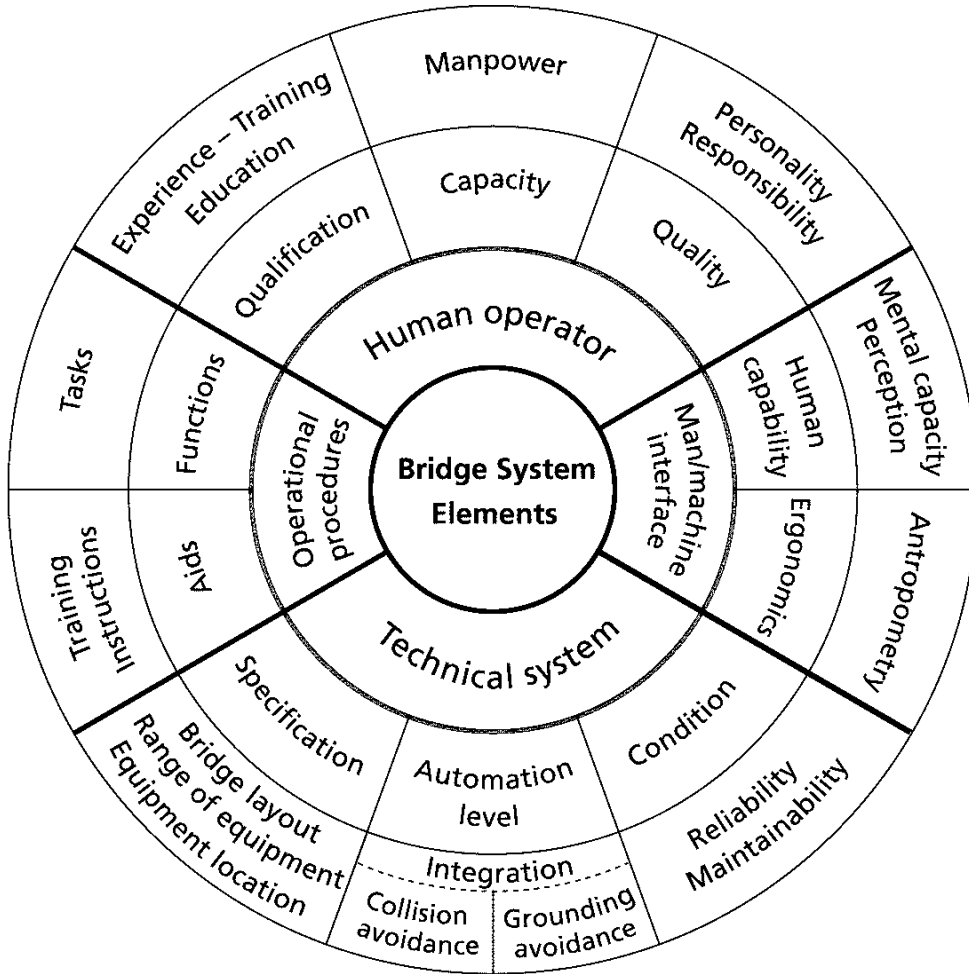 Manpower
Experience – Training
Education
Personality
Responsibility
Capacity
Qualification
Quality
Human operator
Mental capacity
Perception
Human
capability
Tasks
Functions
Operational
procedures
Bridge System
Elements
Man/machine
interface
Ergonomics
Antropometry
Training
Instructions
Aids
Technical system
Specification
Bridge layout
Range of equipment
Equipment location
Automation
level
Condition
Reliability
Maintainability
Integration
Collision
avoidance
Grounding
avoidance